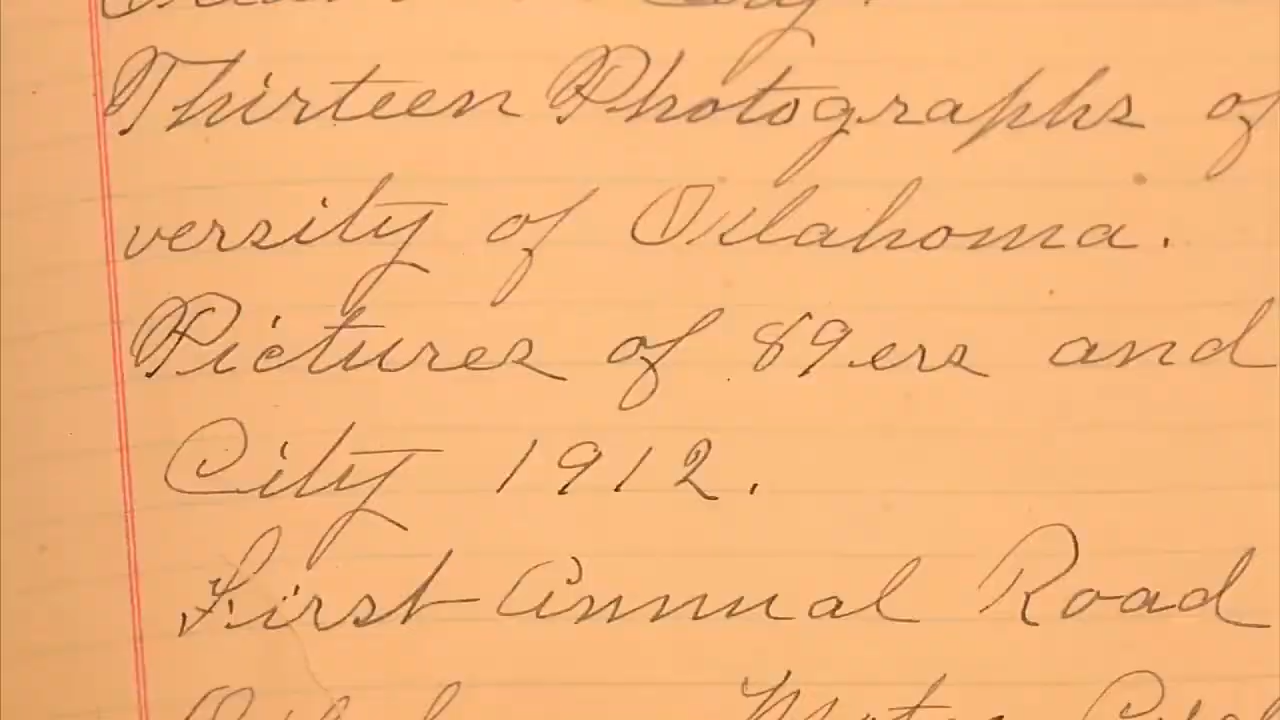 Thirteen Photographs of
versity of Oklahoma.
Pictures of 89ers and
City 1912.
First Annual Road